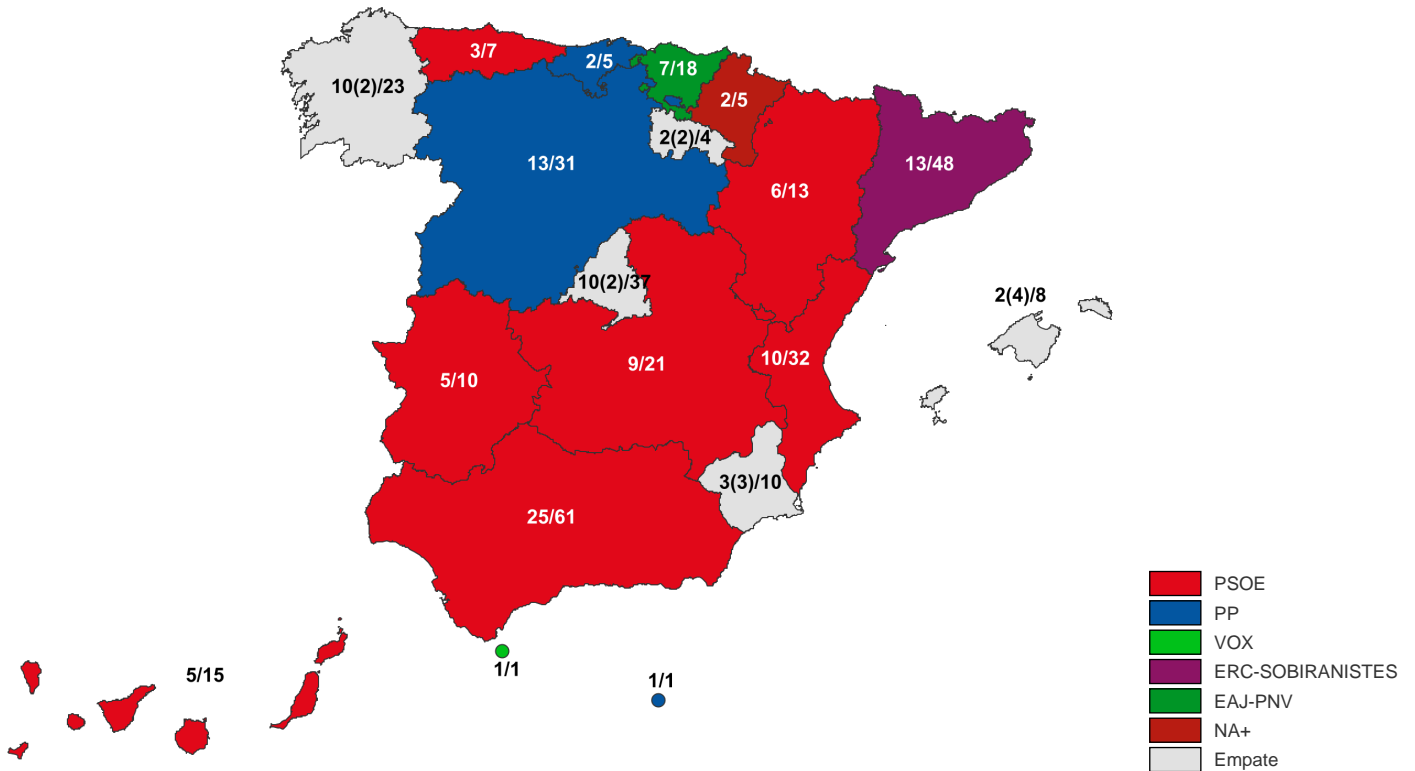 3/7
2/5
7/18
10(2)/23
2/5
2(2)/4
13/31
13/48
6/13
10(2)/37
2(4)/8
9/21
10/32
5/10
3(3)/10
25/61
5/15
1/1
1/1
PSOE
PP
VOX
ERC-SOBIRANISTES
EAJ-PNV
NA+
Empate